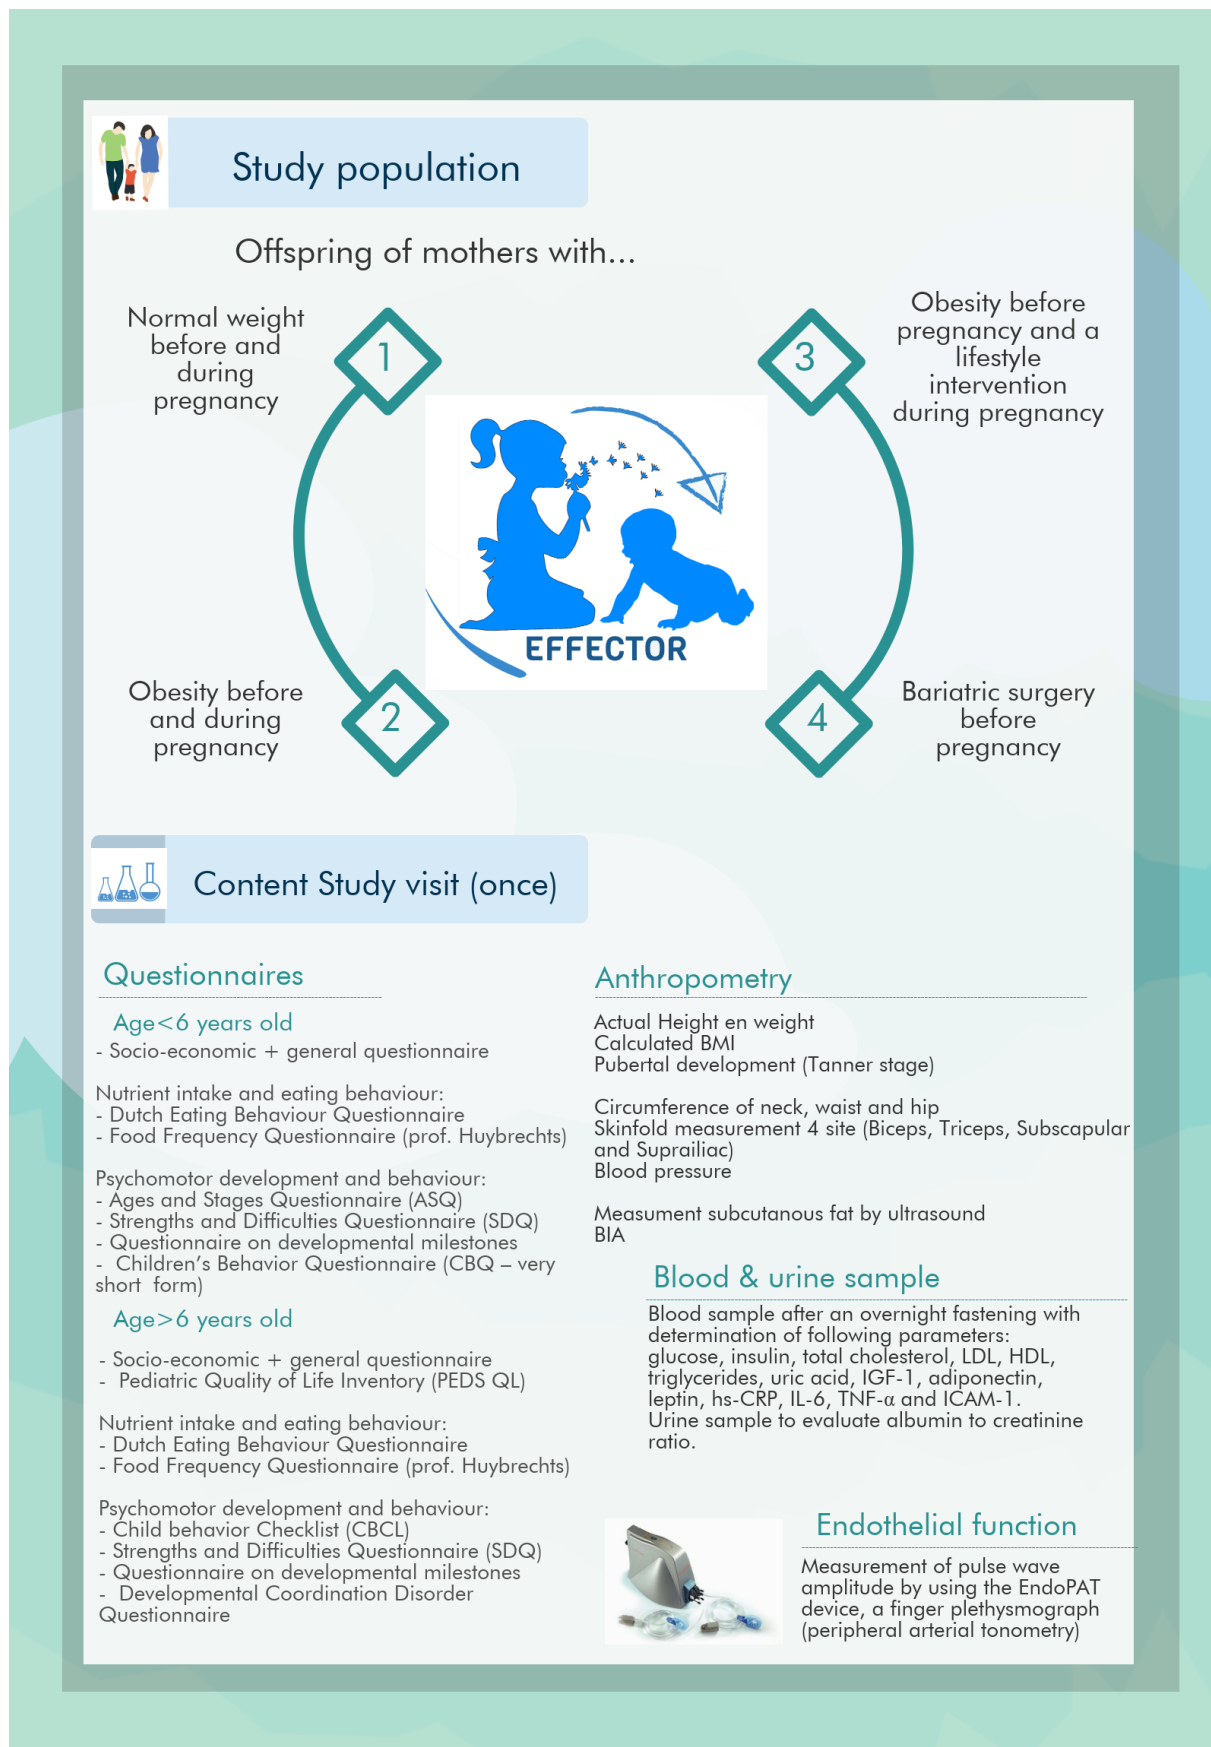 Study population
Offspring of mothers with...
Normal weight
before and
during
pregnancy
1
Obesity before
and during
pregnancy
2
3
Obesity before
pregnancy and a
lifestyle
intervention
during pregnancy
4
Bariatric surgery
before
pregnancy
EFFECTOR
Content Study visit (once)
Questionnaires
Age<6 years old
- Socio-economic + general questionnaire
Nutrient intake and eating behaviour:
- Dutch Eating Behaviour Questionnaire
- Food Frequency Questionnaire (prof. Huybrechts)
Psychomotor development and behaviour:
- Ages and Stages Questionnaire (ASQ)
- Strengths and Difficulties Questionnaire (SDQ)
- Questionnaire on developmental milestones
- Children's Behavior Questionnaire (CBQ – very
short form)
Age>6 years old
- Socio-economic + general questionnaire
- Pediatric Quality of Life Inventory (PEDS QL)
Nutrient intake and eating behaviour:
- Dutch Eating Behaviour Questionnaire
- Food Frequency Questionnaire (prof. Huybrechts)
Psychomotor development and behaviour:
- Child behavior Checklist (CBCL)
- Strengths and Difficulties Questionnaire (SDQ)
- Questionnaire on developmental milestones
- Developmental Coordination Disorder
Questionnaire
Anthropometry
Actual Height en weight
Calculated BMI
Pubertal development (Tanner stage)
Circumference of neck, waist and hip
Skinfold measurement 4 site (Biceps, Triceps, Subscapular
and Suprailiac)
Blood pressure
Measument subcutanous fat by ultrasound
BIA
Blood & urine sample
Blood sample after an overnight fastening with
determination of following parameters:
glucose, insulin, total cholesterol, LDL, HDL,
triglycerides, uric acid, IGF-1, adiponectin,
leptin, hs-CRP, IL-6, TNF-α and ICAM-1.
Urine sample to evaluate albumin to creatinine
ratio.
Endothelial function
Measurement of pulse wave
amplitude by using the EndoPAT
device, a finger plethysmograph
(peripheral arterial tonometry)